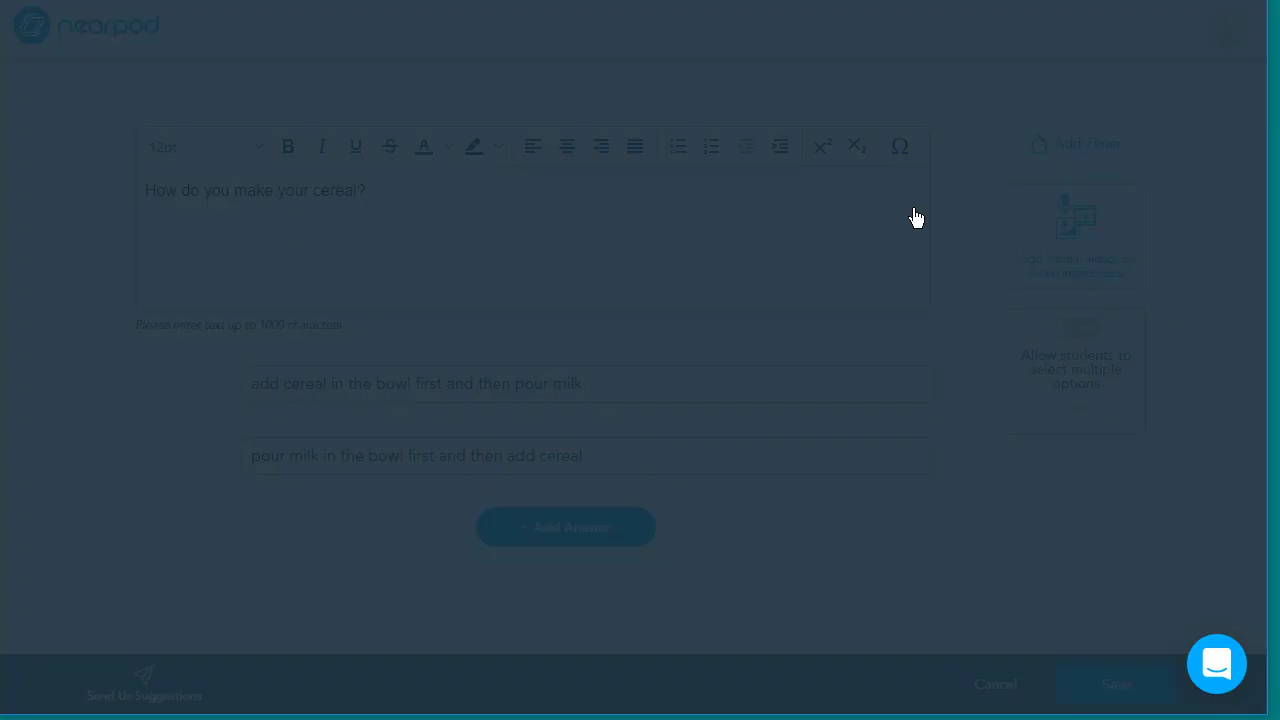 nearpod
12pt
B I U S A
X² X₂ Ω
Add Timer
How do you make your cereal?
Please enter text up to 1000 characters
Allow students to
select multiple
options
add cereal in the bowl first and then pour milk
pour milk in the bowl first and then add cereal
+ Add Answer
Send Us Suggestions
Cancel
Save